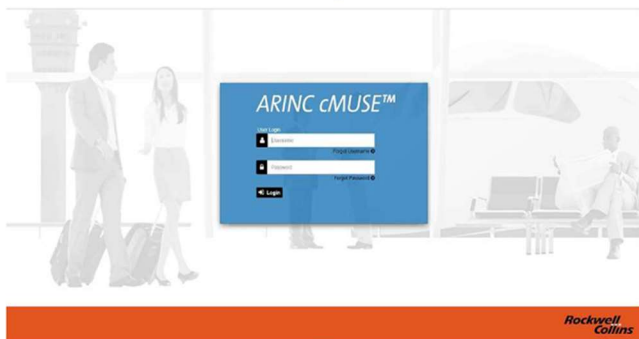 ARINC cMUSE™
User Login
Username
Forgot Username
Password
Forgot Password
Login
Rockwell
Collins